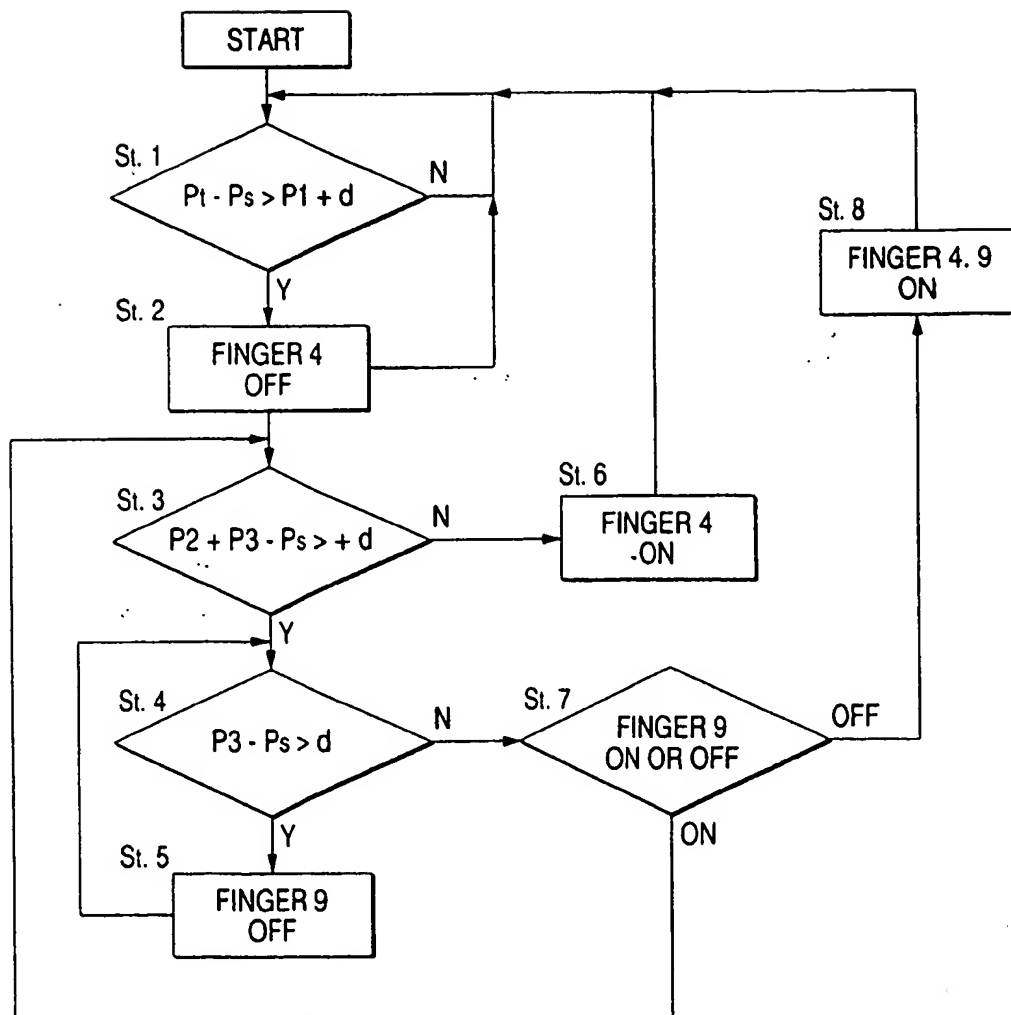 START
St. 1
Pt - Ps > P1 + d
N
Y
St. 2
FINGER 4
OFF
St. 8
FINGER 4. 9
ON
St. 3
P2 + P3 - Ps > + d
N
Y
St. 6
FINGER 4
-ON
St. 4
P3 - Ps > d
N
Y
St. 7
FINGER 9
ON OR OFF
OFF
ON
St. 5
FINGER 9
OFF